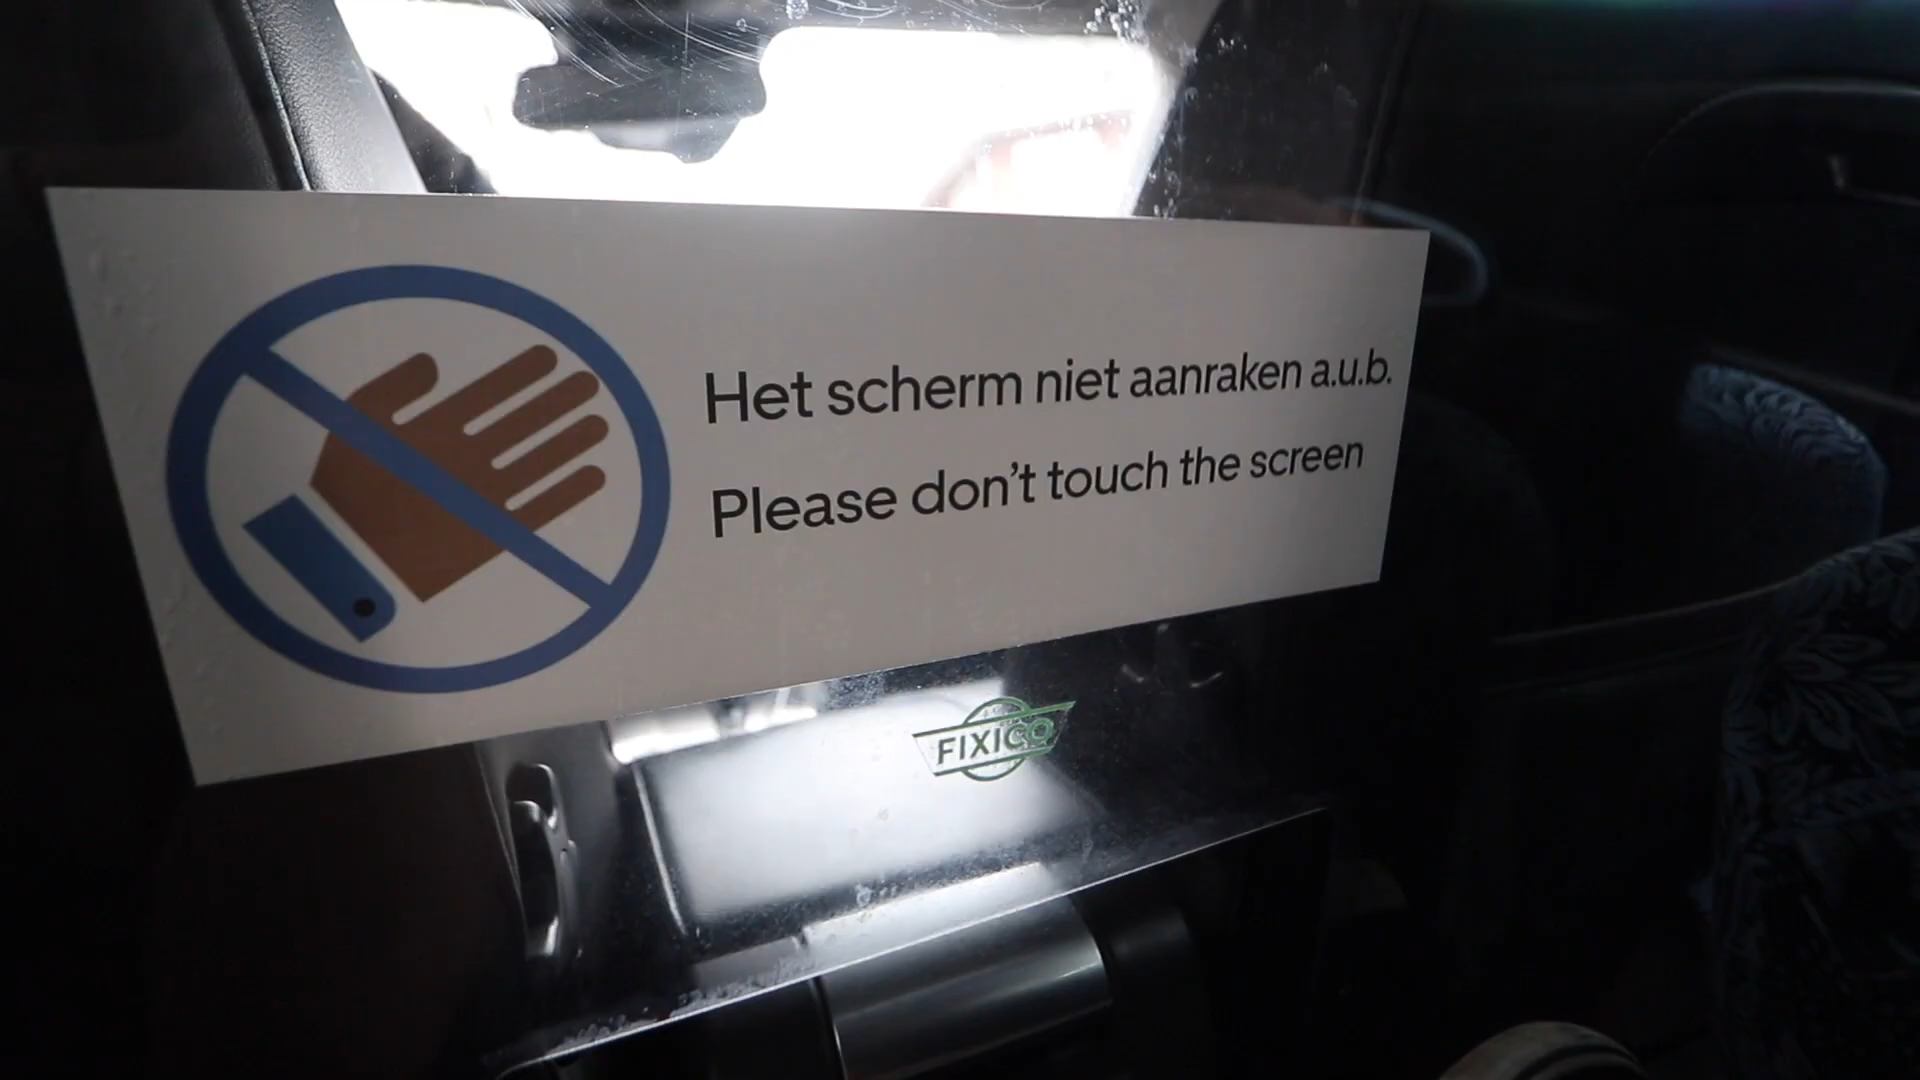 Het scherm niet aanraken a.u.b.
Please don't touch the screen
FIXICO